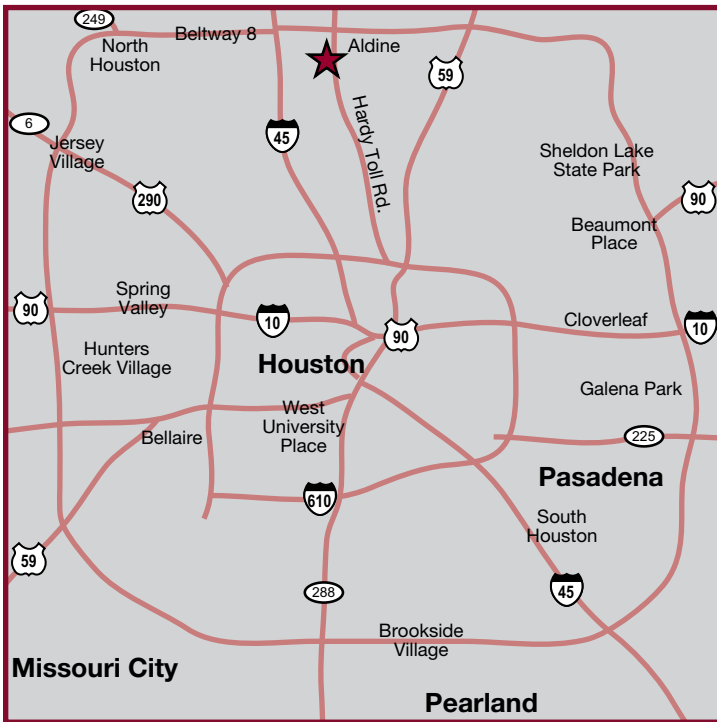 249
North
Houston
Beltway 8
Aldine
59
6
Jersey
Village
45
Hardy Toll Rd.
Sheldon Lake
State Park
290
90
Beaumont
Place
Spring
Valley
90
10
90
Cloverleaf
10
Hunters
Creek Village
Houston
Galena Park
West
University
Place
Bellaire
225
Pasadena
610
South
Houston
59
288
45
Brookside
Village
Missouri City
Pearland